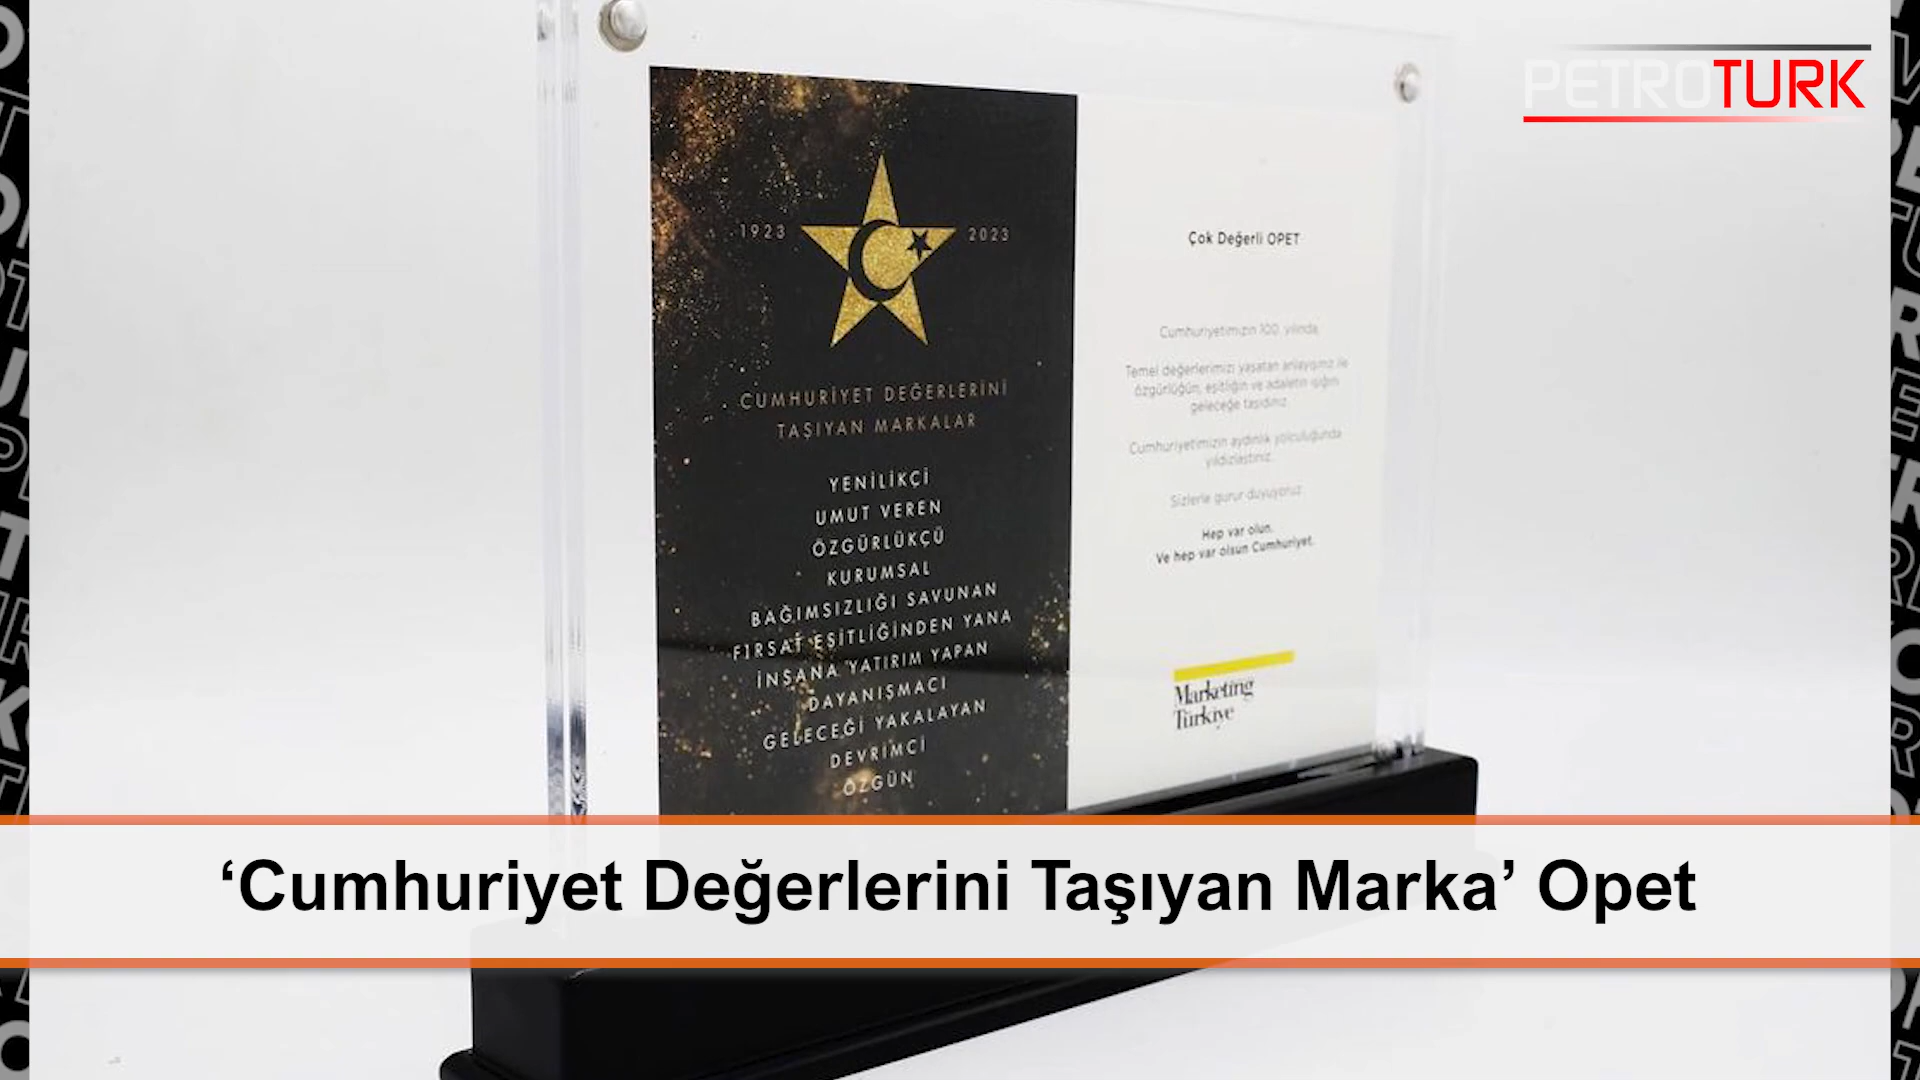 PETROTURK
1923
2023
CUMHURİYET DEĞERLERİNİ
TAŞIYAN MARKALAR
YENİLİKÇİ
UMUT VEREN
ÖZGÜRLÜKÇÜ
KURUMSAL
BAĞIMSIZLIĞI SAVUNAN
FIRSAT EŞİTLİĞİNDEN YANA
İNSANA YATIRIM YAPAN
DAYANIŞMACI
GELECEĞİ YAKALAYAN
DEVRİMCİ
ÖZGÜN
Çok Değerli OPET
Cumhuriyetimizin 100. yılında,
Temel değerlerimizi yaşatan anlayışınız ile
özgürlüğün, eşitliğin ve adaletin ışığını
geleceğe taşıdınız.
Cumhuriyetimizin aydınlık yolculuğunda
yıldızlaştınız.
Sizlerle gurur duyuyoruz
Hep var olun.
Ve hep var olsun Cumhuriyet.
Marketing
Türkiye
‘Cumhuriyet Değerlerini Taşıyan Marka’ Opet